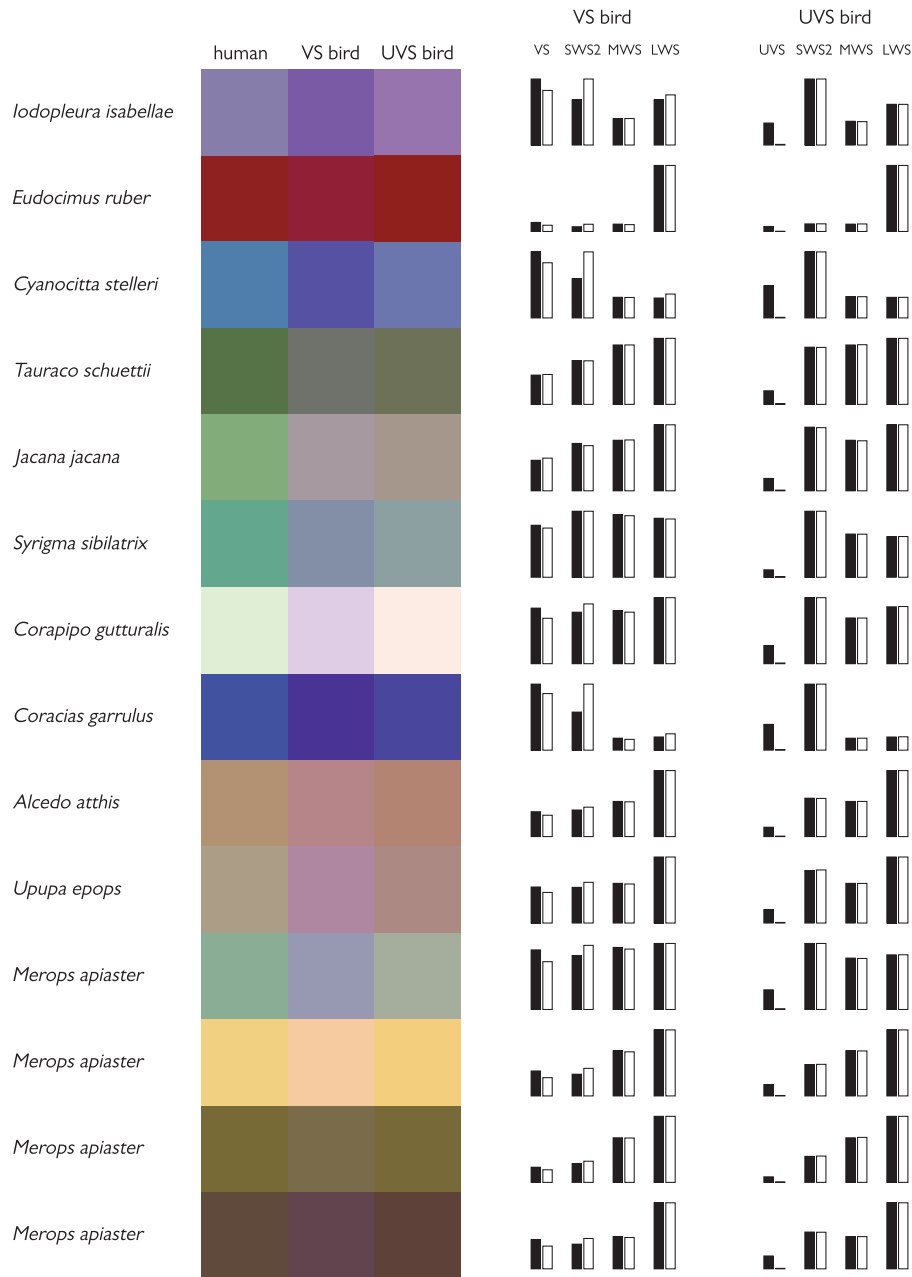 VS bird UVS bird
human VS bird UVS bird VS SWS2 MWS LWS UVS SWS2 MWS LWS
Iodopleura isabellae
Eudocimus ruber
Cyanocitta stelleri
Tauraco schuettii
Jacana jacana
Syrigma sibilatrix
Corapipo gutturalis
Coracias garrulus
Alcedo atthis
Upupa epops
Merops apiaster
Merops apiaster
Merops apiaster
Merops apiaster